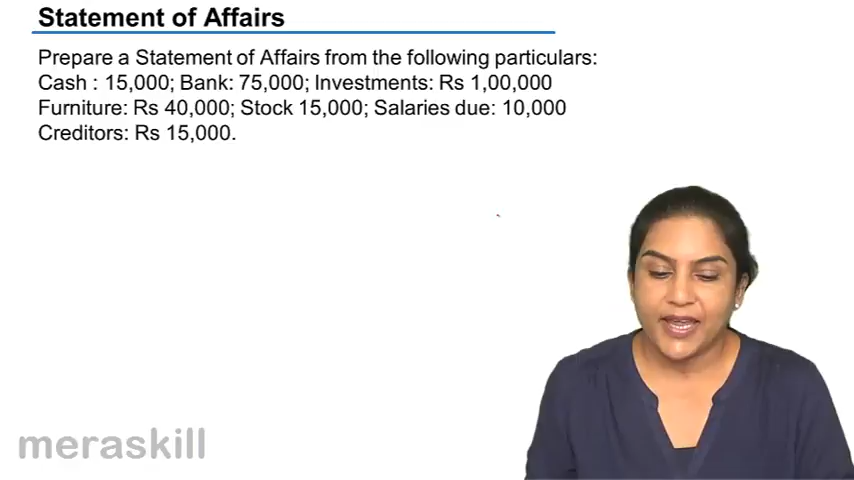 Statement of Affairs
Prepare a Statement of Affairs from the following particulars:
Cash : 15,000; Bank: 75,000; Investments: Rs 1,00,000
Furniture: Rs 40,000; Stock 15,000; Salaries due: 10,000
Creditors: Rs 15,000.
meraskill